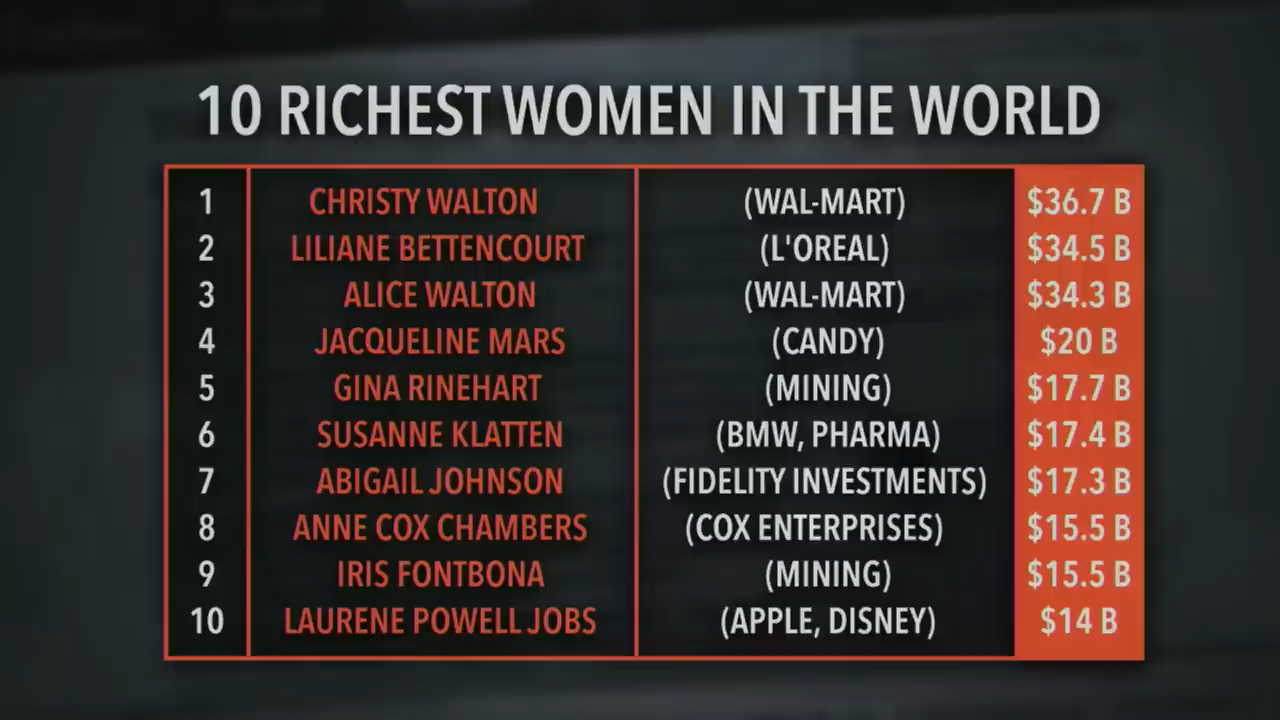 10 RICHEST WOMEN IN THE WORLD
1 CHRISTY WALTON (WAL-MART) $36.7 B
2 LILIANE BETTENCOURT (L'OREAL) $34.5 B
3 ALICE WALTON (WAL-MART) $34.3 B
4 JACQUELINE MARS (CANDY) $20 B
5 GINA RINEHART (MINING) $17.7 B
6 SUSANNE KLATTEN (BMW, PHARMA) $17.4 B
7 ABIGAIL JOHNSON (FIDELITY INVESTMENTS) $17.3 B
8 ANNE COX CHAMBERS (COX ENTERPRISES) $15.5 B
9 IRIS FONTBONA (MINING) $15.5 B
10 LAURENE POWELL JOBS (APPLE, DISNEY) $14 B